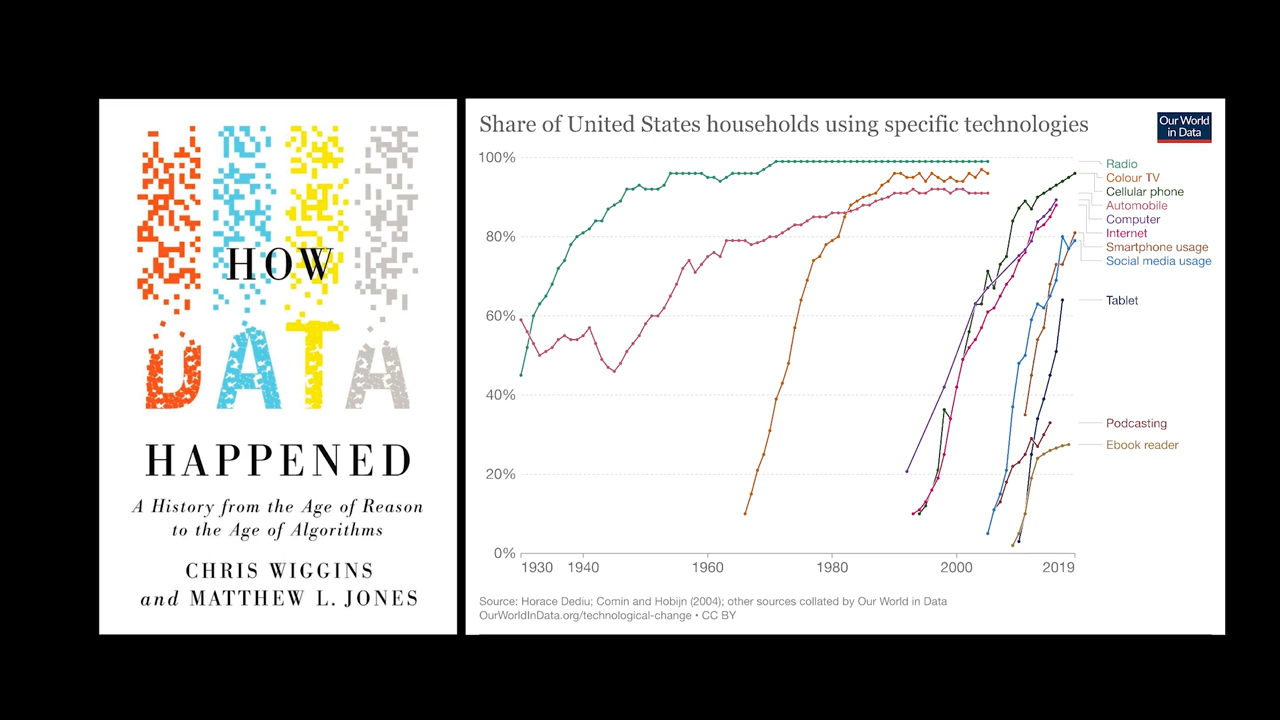 HOW
DATA
HAPPENED
A History from the Age of Reason
to the Age of Algorithms
CHRIS WIGGINS
and MATTHEW L. JONES
Share of United States households using specific technologies
Our World
in Data
100%
80%
60%
40%
20%
0%
1930 1940 1960 1980 2000 2019
Radio
Colour TV
Cellular phone
Automobile
Computer
Internet
Smartphone usage
Social media usage
Tablet
Podcasting
Ebook reader
Source: Horace Dediu; Comin and Hobijn (2004); other sources collated by Our World in Data
OurWorldInData.org/technological-change • CC BY